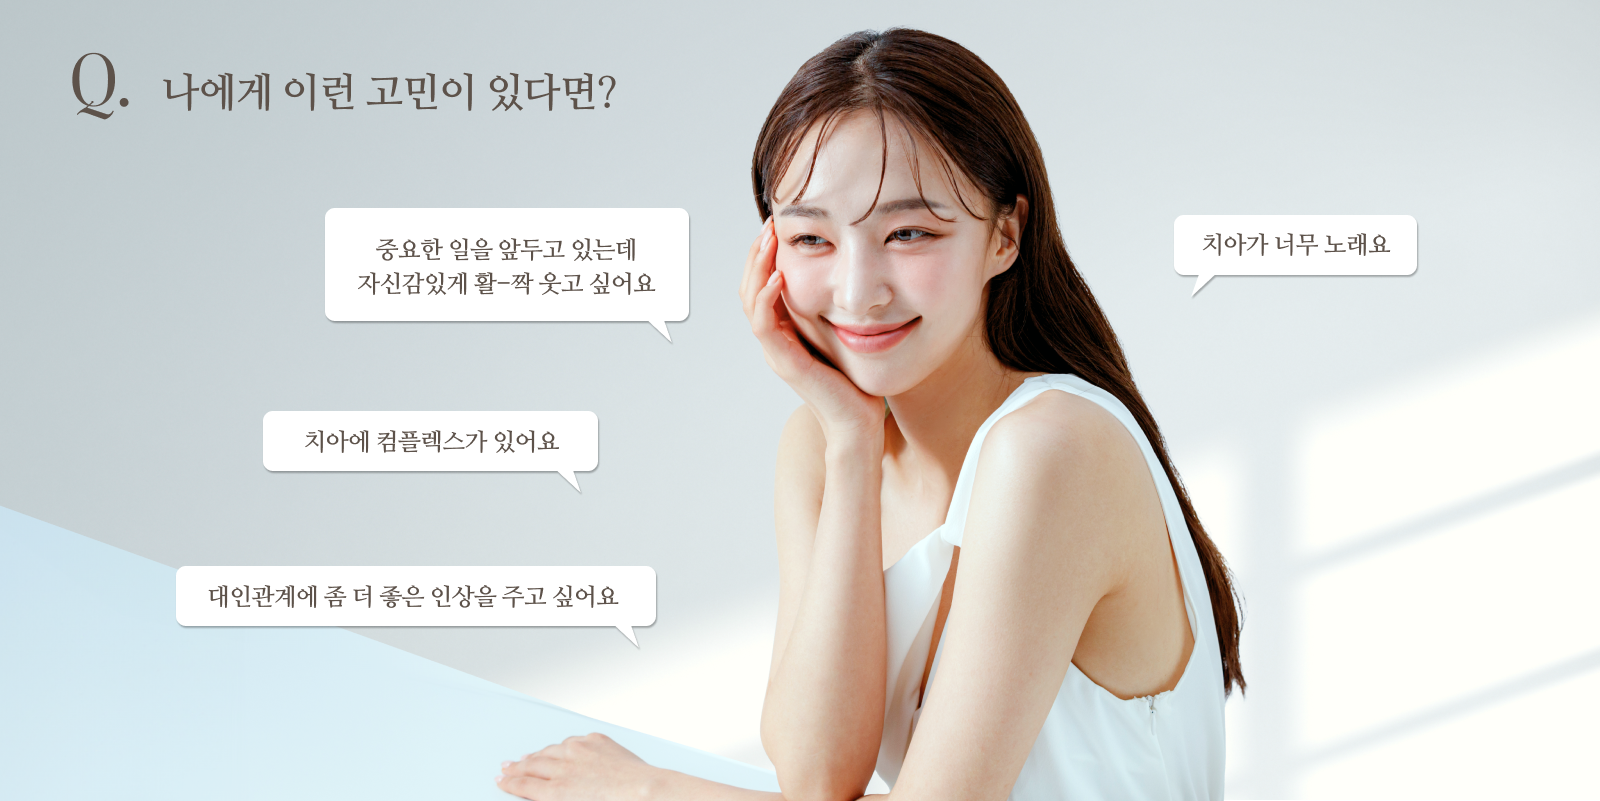 Q. 나에게 이런 고민이 있다면?
중요한 일을 앞두고 있는데
자신감있게 활-짝 웃고 싶어요
치아가 너무 노래요
치아에 컴플렉스가 있어요
대인관계에 좀 더 좋은 인상을 주고 싶어요